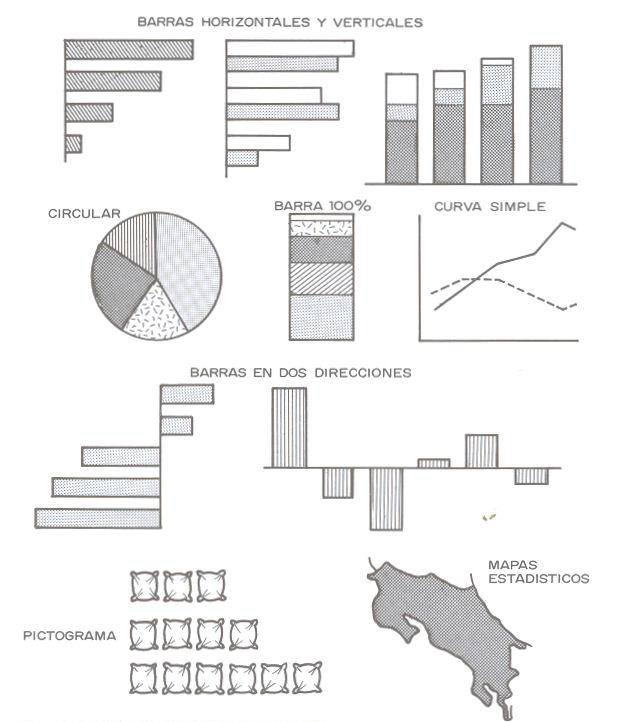 BARRAS HORIZONTALES Y VERTICALES
CIRCULAR
BARRA 100%
CURVA SIMPLE
BARRAS EN DOS DIRECCIONES
MAPAS
ESTADISTICOS
PICTOGRAMA